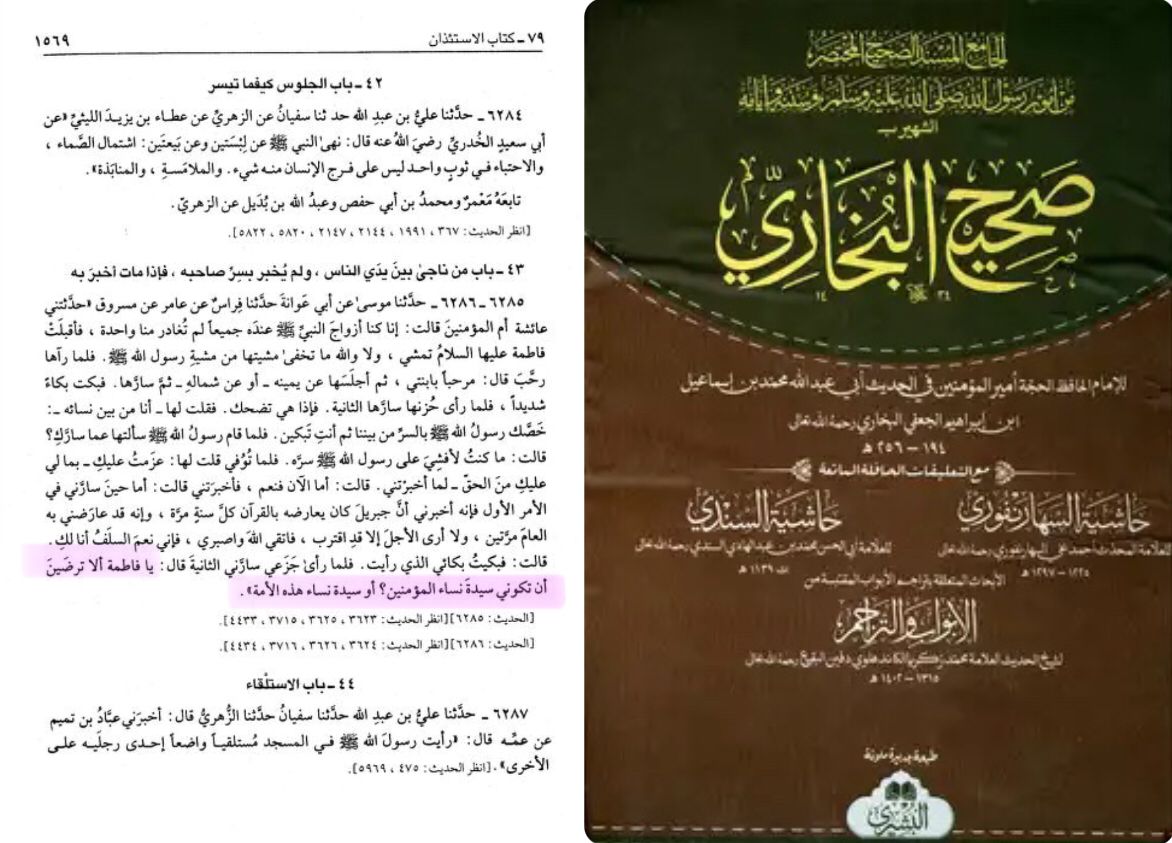 ٧٩ ـ كتاب الاستئذان ١٥٦٩
٤٢ ـ باب الجلوس كيفما تيسر
٦٢٨٤ ـ حدَّثنا عليُّ بن عبدِ الله حد ثنا سفيانُ عن الزهريِّ عن عطاء بن يزيدَ الليثيِّ «عن
أبي سعيدٍ الخُدريِّ رضيَ اللهُ عنه قال: نهىٰ النبي ﷺ عن لِبْستَين وعن بَيعتَين: اشتمال الصَّماء ،
والاحتباء في ثوبٍ واحد ليس على فرج الإنسان منه شيء. والملامَسةِ ، والمنابَذة».
تابعَهُ مَعْمرٌ ومحمدُ بن أبي حفص وعبدُ الله بن بُدَيل عن الزهريّ.
[انظر الحديث: ٣٦٧ ، ١٩٩١ ، ٢١٤٤ ، ٢١٤٧ ، ٥٨٢٠ ، ٥٨٢٢].
٤٣ ـ باب من ناجىٰ بينَ يدَي الناس ، ولم يُخبر بسرِّ صاحبه ، فإذا مات أخبرَ به
٦٢٨٥ ـ ٦٢٨٦ ـ حدَّثنا موسىٰ عن أبي عَوانةَ حدَّثنا فِراسٌ عن عامر عن مسروق «حدَّثتني
عائشة أم المؤمنينَ قالت: إنا كنا أزواجَ النبيِّ ﷺ عندَه جميعاً لم تُغادر منا واحدة ، فأقبلَتْ
فاطمة عليها السلامُ تمشي ، ولا والله ما تخفىٰ مشيتها من مشيةِ رسول الله ﷺ. فلما رآها
رحَّبَ قال: مرحباً بابنتي ، ثم أجلَسَها عن يمينه ـ أو عن شماله ـ ثمَّ سارَّها. فبكت بكاءً
شديداً ، فلما رأى حُزنها سارَّها الثانية. فإذا هي تضحك. فقلت لها ـ أنا من بين نسائه ـ:
خَصَّك رسولُ الله ﷺ بالسرِّ من بيننا ثم أنتِ تَبكين. فلما قام رسولُ الله ﷺ سألتها عما سارَّكِ؟
قالت: ما كنتُ لأفشِيَ على رسول الله ﷺ سرَّه. فلما تُوُفي قلت لها: عزَمتُ عليكِ ـ بما لي
عليكِ منَ الحقّ ـ لما أخبرْتني. قالت: أما الآن فنعم ، فأخبرَتني قالت: أما حينَ سارَّني في
الأمر الأول فإنه أخبرني أنَّ جبريلَ كان يعارضه بالقرآن كلَّ سنةٍ مرَّة ، وإنه قد عارَضني به
العامَ مرَّتين ، ولا أرى الأجلَ إلا قدِ اقترب ، فاتقي اللهَ واصبري ، فإني نعمَ السلَفُ أنا لكِ.
قالت: فبكيتُ بكائي الذي رأيت. فلما رأىٰ جَزَعي سارَّني الثانيةَ قال: يا فاطمة ألا ترضَينَ
أن تكوني سيدةَ نساء المؤمنين؟ أو سيدة نساء هذه الأمة».
[الحديث: ٦٢٨٥][انظر الحديث: ٣٦٢٣ ، ٣٦٢٥ ، ٣٧١٥ ، ٤٤٣٣].
[الحديث: ٦٢٨٦][انظر الحديث: ٣٦٢٤ ، ٣٦٢٦ ، ٣٧١٦ ، ٤٤٣٤].
٤٤ ـ باب الاستلْقاء
٦٢٨٧ ـ حدَّثنا عليُّ بن عبدِ الله حدَّثنا سفيانُ حدَّثنا الزُّهريُّ قال: أخبرَني عبَّادُ بن تميم
عن عمِّه قال: «رأيت رسولَ الله ﷺ في المسجد مُستلقياً واضعاً إحدى رجلَيه على
الأخرى».[انظر الحديث: ٤٧٥ ، ٥٩٦٩].
الجامع المسند الصحيح المختصر
من أمور رسول الله صلى الله عليه وسلم وسننه وأيامه
الشهير ب
صحيح البخاري
للإمام الحافظ الحجة أمير المؤمنين في الحديث أبي عبد الله محمد بن إسماعيل
ابن إبراهيم الجعفي البخاري رحمه الله تعالى
١٩٤ – ٢٥٦ هـ
مع التعليقات الحافلة الماتعة
حاشية السهارنفوري حاشية السندي
للعلامة المحدث أحمد علي السهارنفوري رحمه الله تعالى للعلامة أبي الحسن محمد بن عبد الهادي السندي رحمه الله تعالى
١٢٢٥ – ١٢٩٧ هـ ١١٣٩ هـ
الأبحاث المتعلقة بتراجم الأبواب المقتبسة من
الأبواب والتراجم
لشيخ الحديث العلامة محمد زكريا الكاندهلوي دفين البقيع رحمه الله تعالى
١٣١٥ – ١٤٠٢ هـ
طبعة جديدة ملونة
البشرى